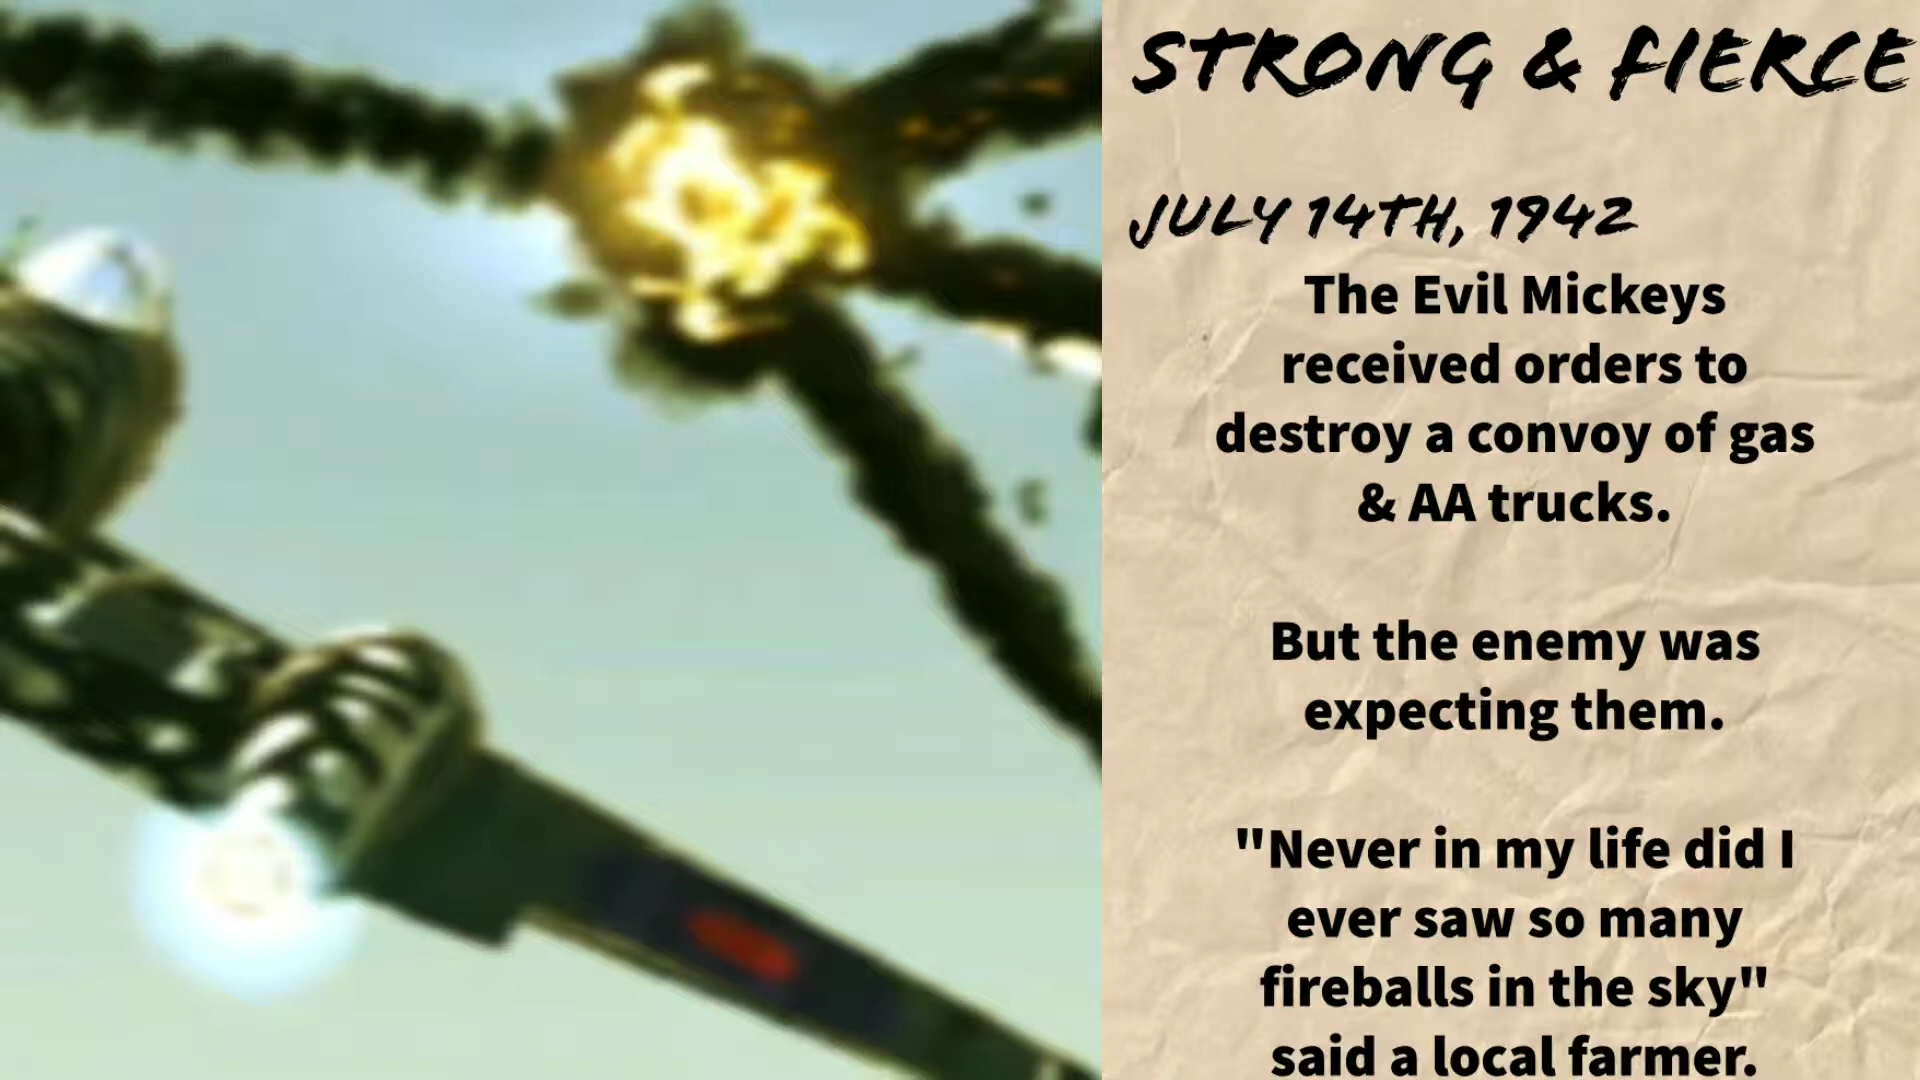 STRONG & FIERCE
JULY 14TH, 1942
The Evil Mickeys
received orders to
destroy a convoy of gas
& AA trucks.
But the enemy was
expecting them.
"Never in my life did I
ever saw so many
fireballs in the sky"
said a local farmer.